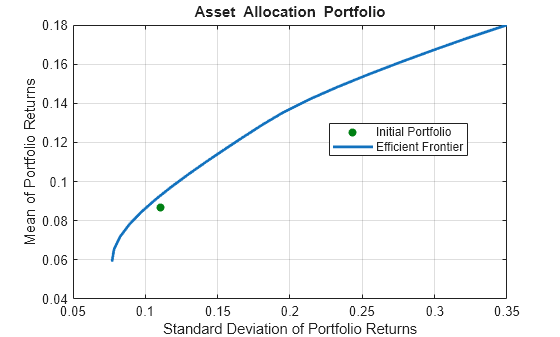 Asset Allocation Portfolio
0.18
0.16
0.14
0.12
0.1
0.08
0.06
0.04
Mean of Portfolio Returns
Initial Portfolio
Efficient Frontier
0.05 0.1 0.15 0.2 0.25 0.3 0.35
Standard Deviation of Portfolio Returns